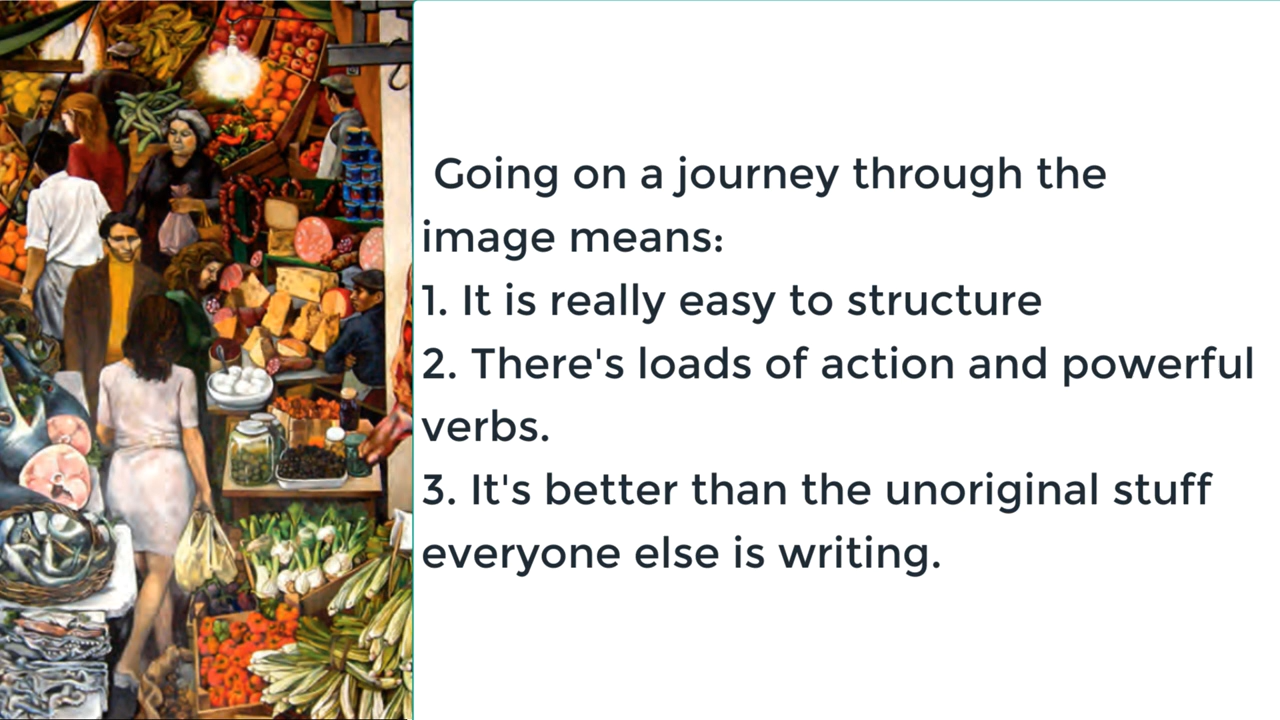 Going on a journey through the
image means:
1. It is really easy to structure
2. There's loads of action and powerful
verbs.
3. It's better than the unoriginal stuff
everyone else is writing.